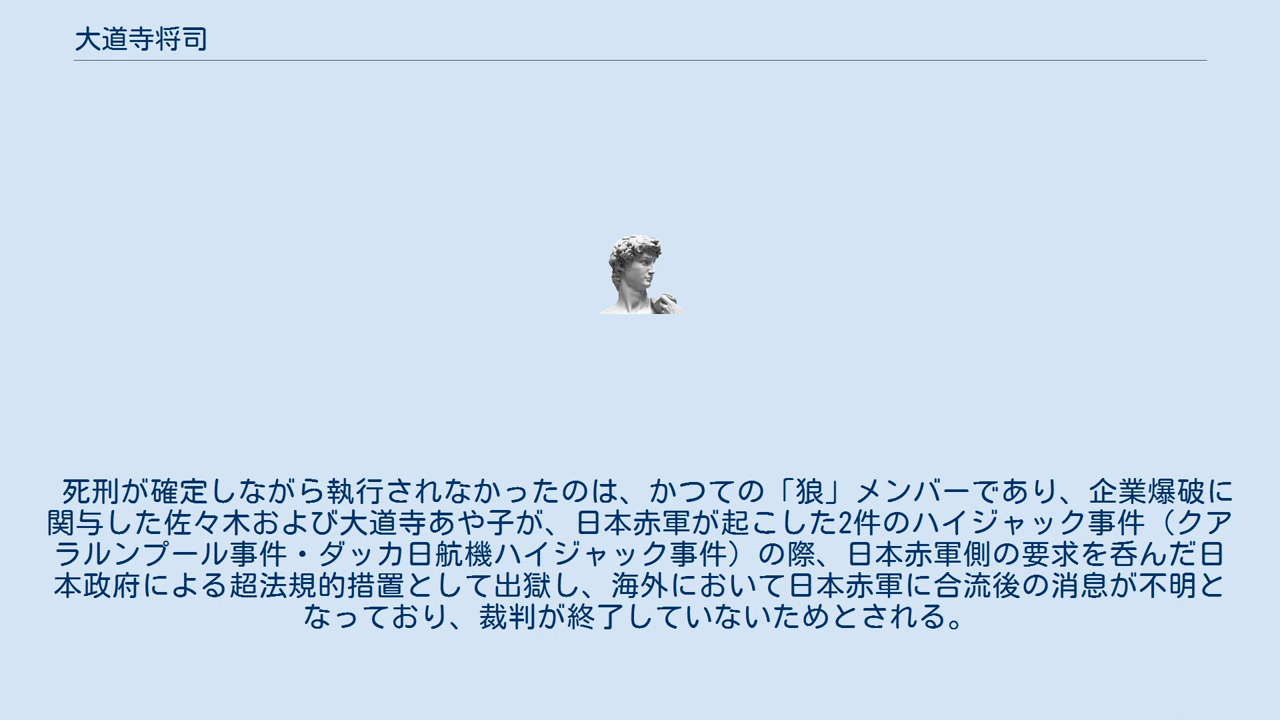 大道寺将司
死刑が確定しながら執行されなかったのは、かつての「狼」メンバーであり、企業爆破に
関与した佐々木および大道寺あや子が、日本赤軍が起こした2件のハイジャック事件（クア
ラルンプール事件・ダッカ日航機ハイジャック事件）の際、日本赤軍側の要求を呑んだ日
本政府による超法規的措置として出獄し、海外において日本赤軍に合流後の消息が不明と
なっており、裁判が終了していないためとされる。